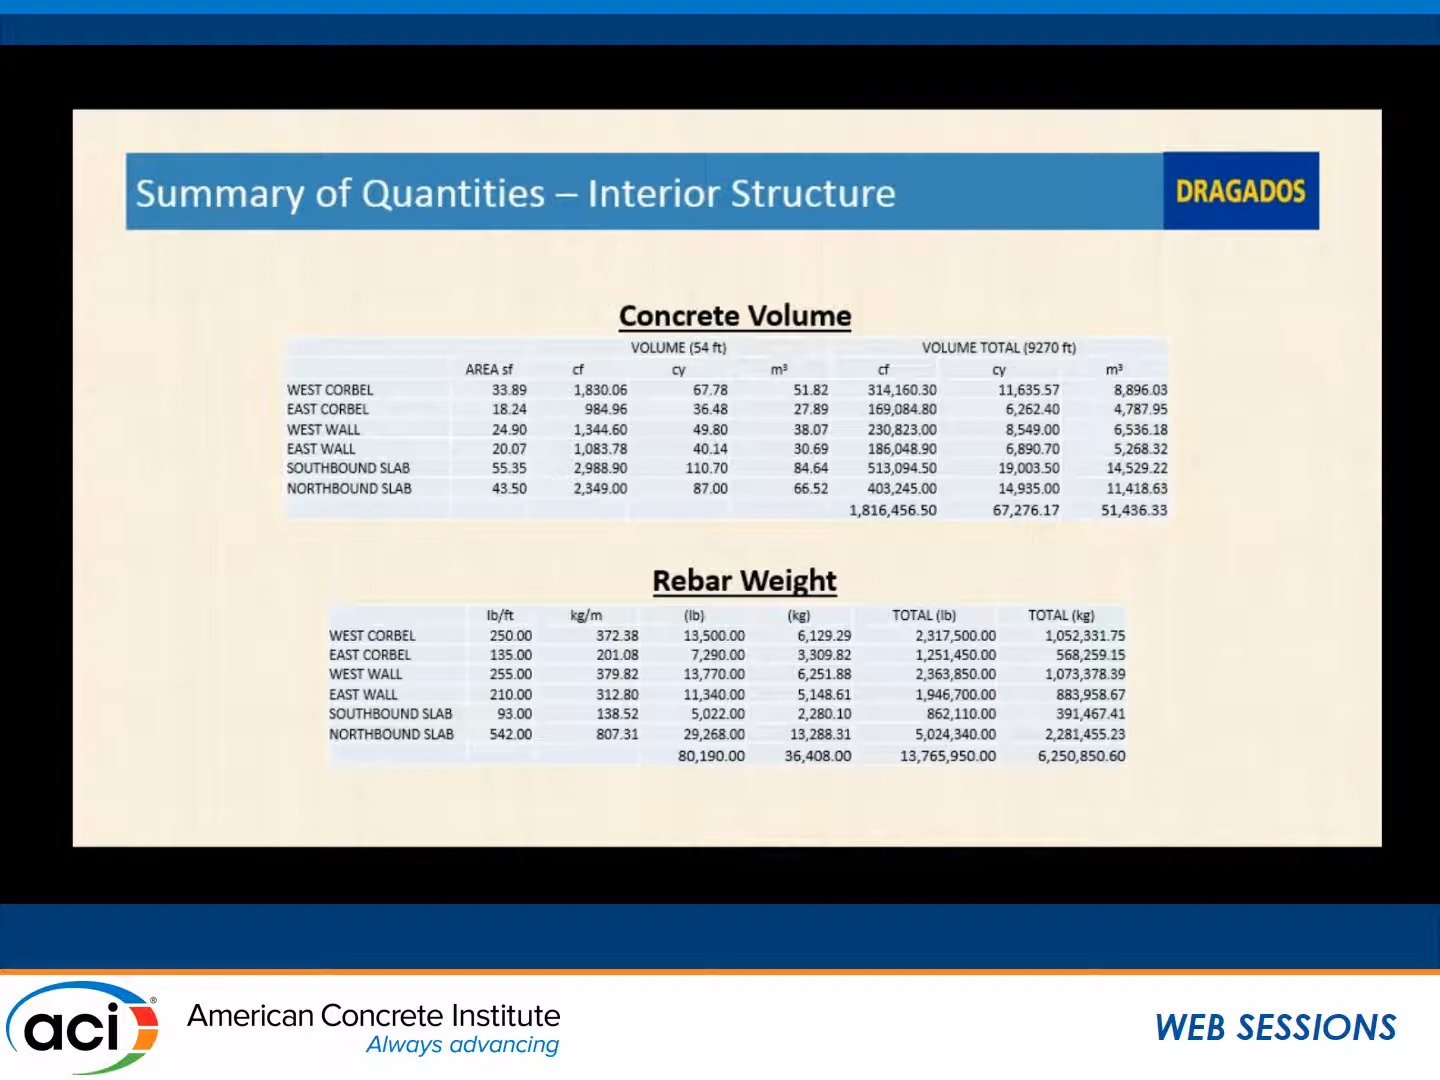 Summary of Quantities – Interior Structure
DRAGADOS
Concrete Volume
VOLUME (54 ft) VOLUME TOTAL (9270 ft)
AREA sf cf cy m³ cf cy m³
WEST CORBEL 33.89 1,830.06 67.78 51.82 314,160.30 11,635.57 8,896.03
EAST CORBEL 18.24 984.96 36.48 27.89 169,084.80 6,262.40 4,787.95
WEST WALL 24.90 1,344.60 49.80 38.07 230,823.00 8,549.00 6,536.18
EAST WALL 20.07 1,083.78 40.14 30.69 186,048.90 6,890.70 5,268.32
SOUTHBOUND SLAB 55.35 2,988.90 110.70 84.64 513,094.50 19,003.50 14,529.22
NORTHBOUND SLAB 43.50 2,349.00 87.00 66.52 403,245.00 14,935.00 11,418.63
1,816,456.50 67,276.17 51,436.33
Rebar Weight
lb/ft kg/m (lb) (kg) TOTAL (lb) TOTAL (kg)
WEST CORBEL 250.00 372.38 13,500.00 6,129.29 2,317,500.00 1,052,331.75
EAST CORBEL 135.00 201.08 7,290.00 3,309.82 1,251,450.00 568,259.15
WEST WALL 255.00 379.82 13,770.00 6,251.88 2,363,850.00 1,073,378.39
EAST WALL 210.00 312.80 11,340.00 5,148.61 1,946,700.00 883,958.67
SOUTHBOUND SLAB 93.00 138.52 5,022.00 2,280.10 862,110.00 391,467.41
NORTHBOUND SLAB 542.00 807.31 29,268.00 13,288.31 5,024,340.00 2,281,455.23
80,190.00 36,408.00 13,765,950.00 6,250,850.60
aci®
American Concrete Institute
Always advancing
WEB SESSIONS